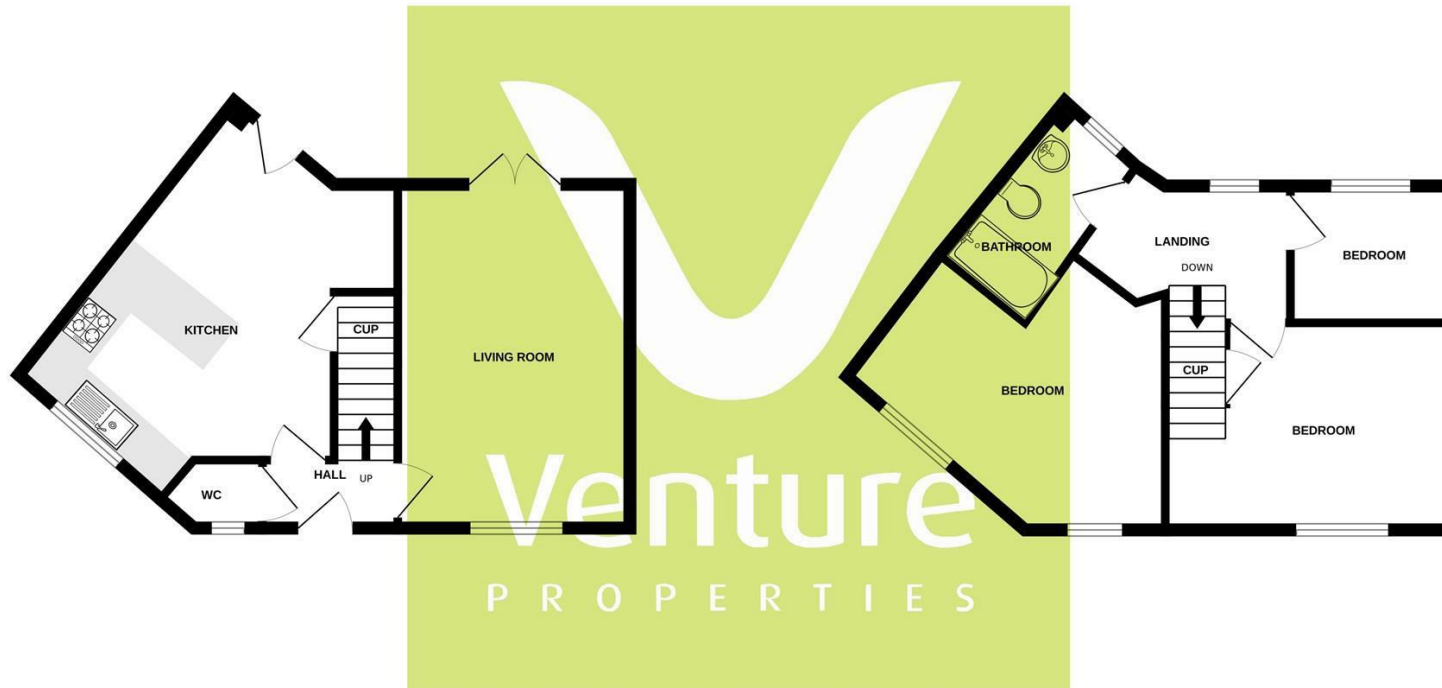 KITCHEN
CUP
HALL
UP
WC
LIVING ROOM
BATHROOM
LANDING
DOWN
BEDROOM
CUP
BEDROOM
BEDROOM
Venture
PROPERTIES